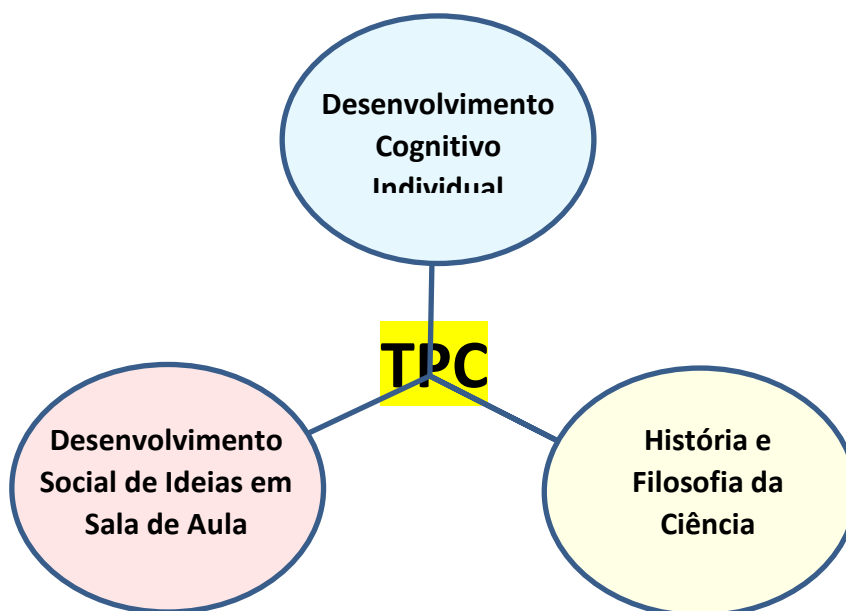 Desenvolvimento
Cognitivo
Individual
TPC
Desenvolvimento
Social de Ideias em
Sala de Aula
História e
Filosofia da
Ciência